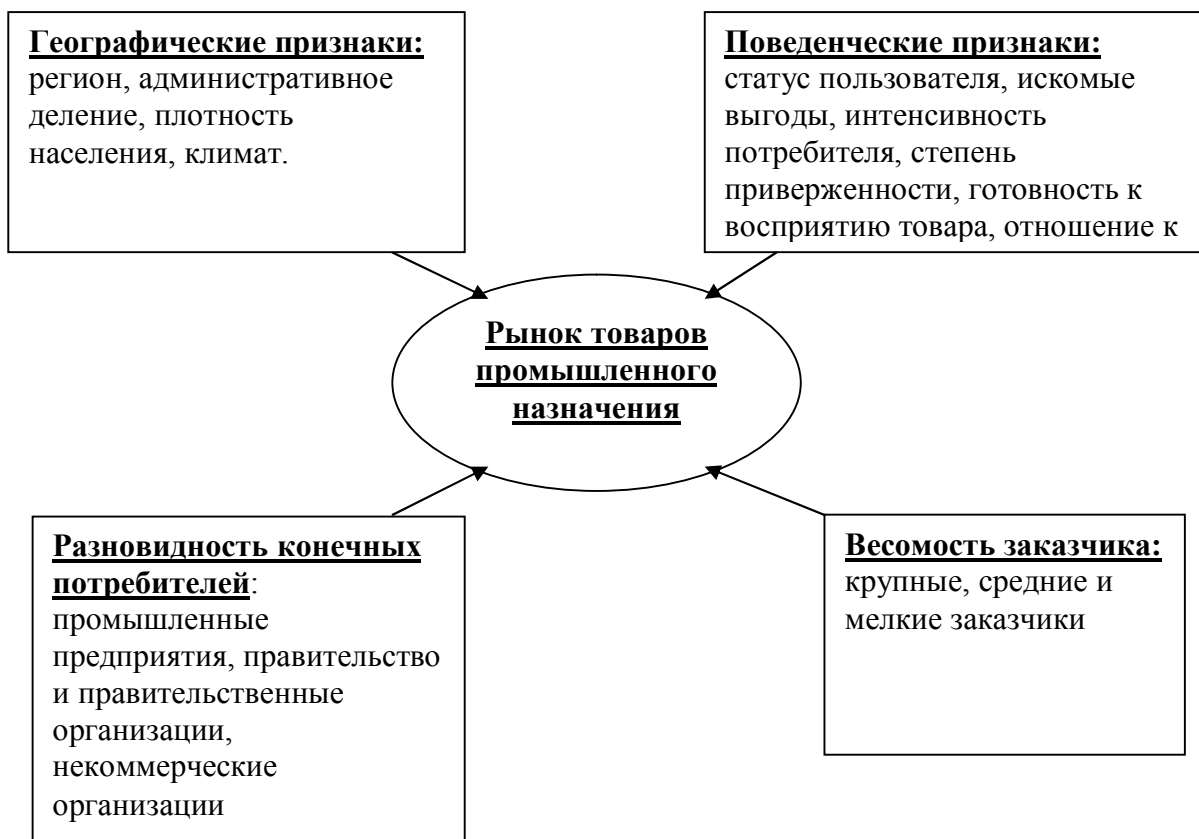 Географические признаки:
регион, административное
деление, плотность
населения, климат.
Поведенческие признаки:
статус пользователя, искомые
выгоды, интенсивность
потребителя, степень
приверженности, готовность к
восприятию товара, отношение к
Рынок товаров
промышленного
назначения
Разновидность конечных
потребителей:
промышленные
предприятия, правительство
и правительственные
организации,
некоммерческие
организации
Весомость заказчика:
крупные, средние и
мелкие заказчики